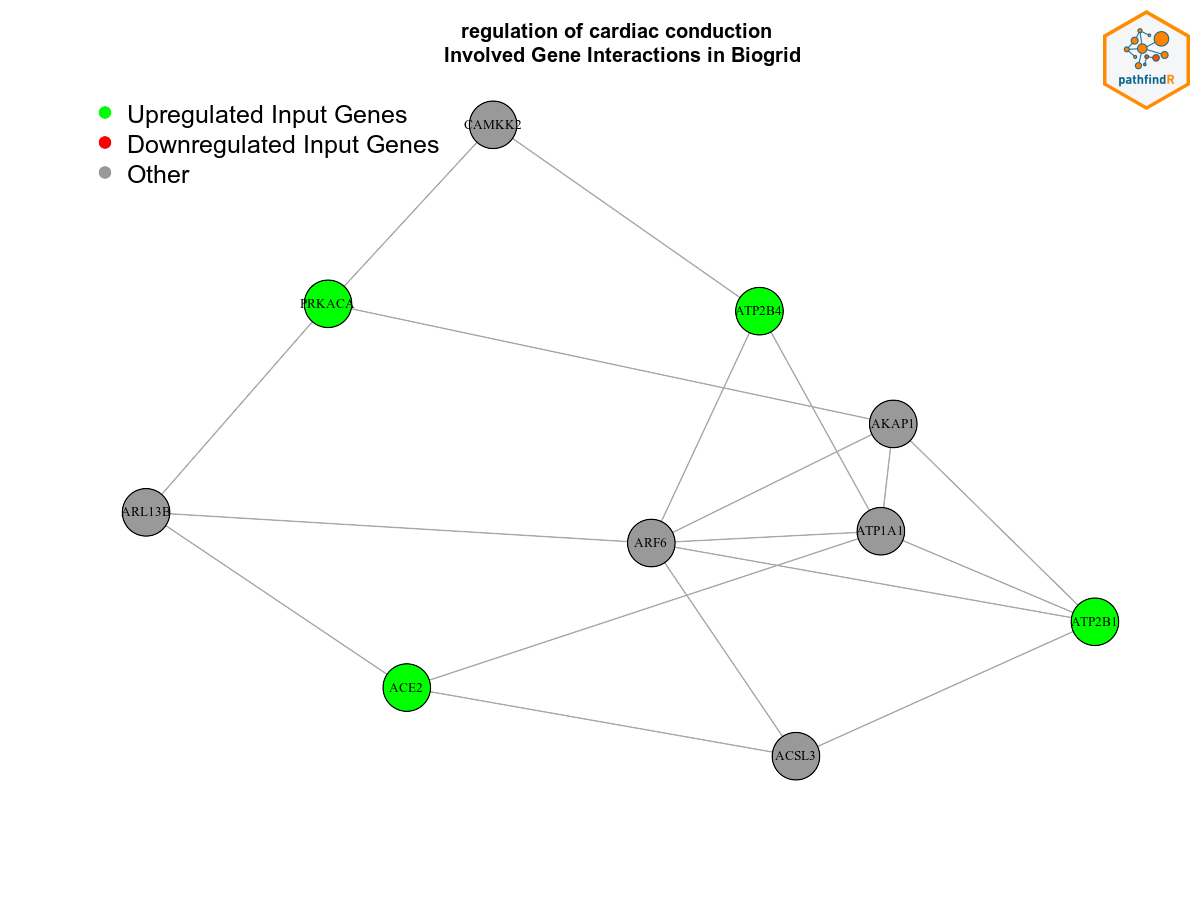 regulation of cardiac conduction
Involved Gene Interactions in Biogrid
pathfindR
Upregulated Input Genes
Downregulated Input Genes
Other
CAMKK2
PRKACA
ATP2B4
AKAP1
ARL13B
ARF6
ATP1A1
ATP2B1
ACE2
ACSL3